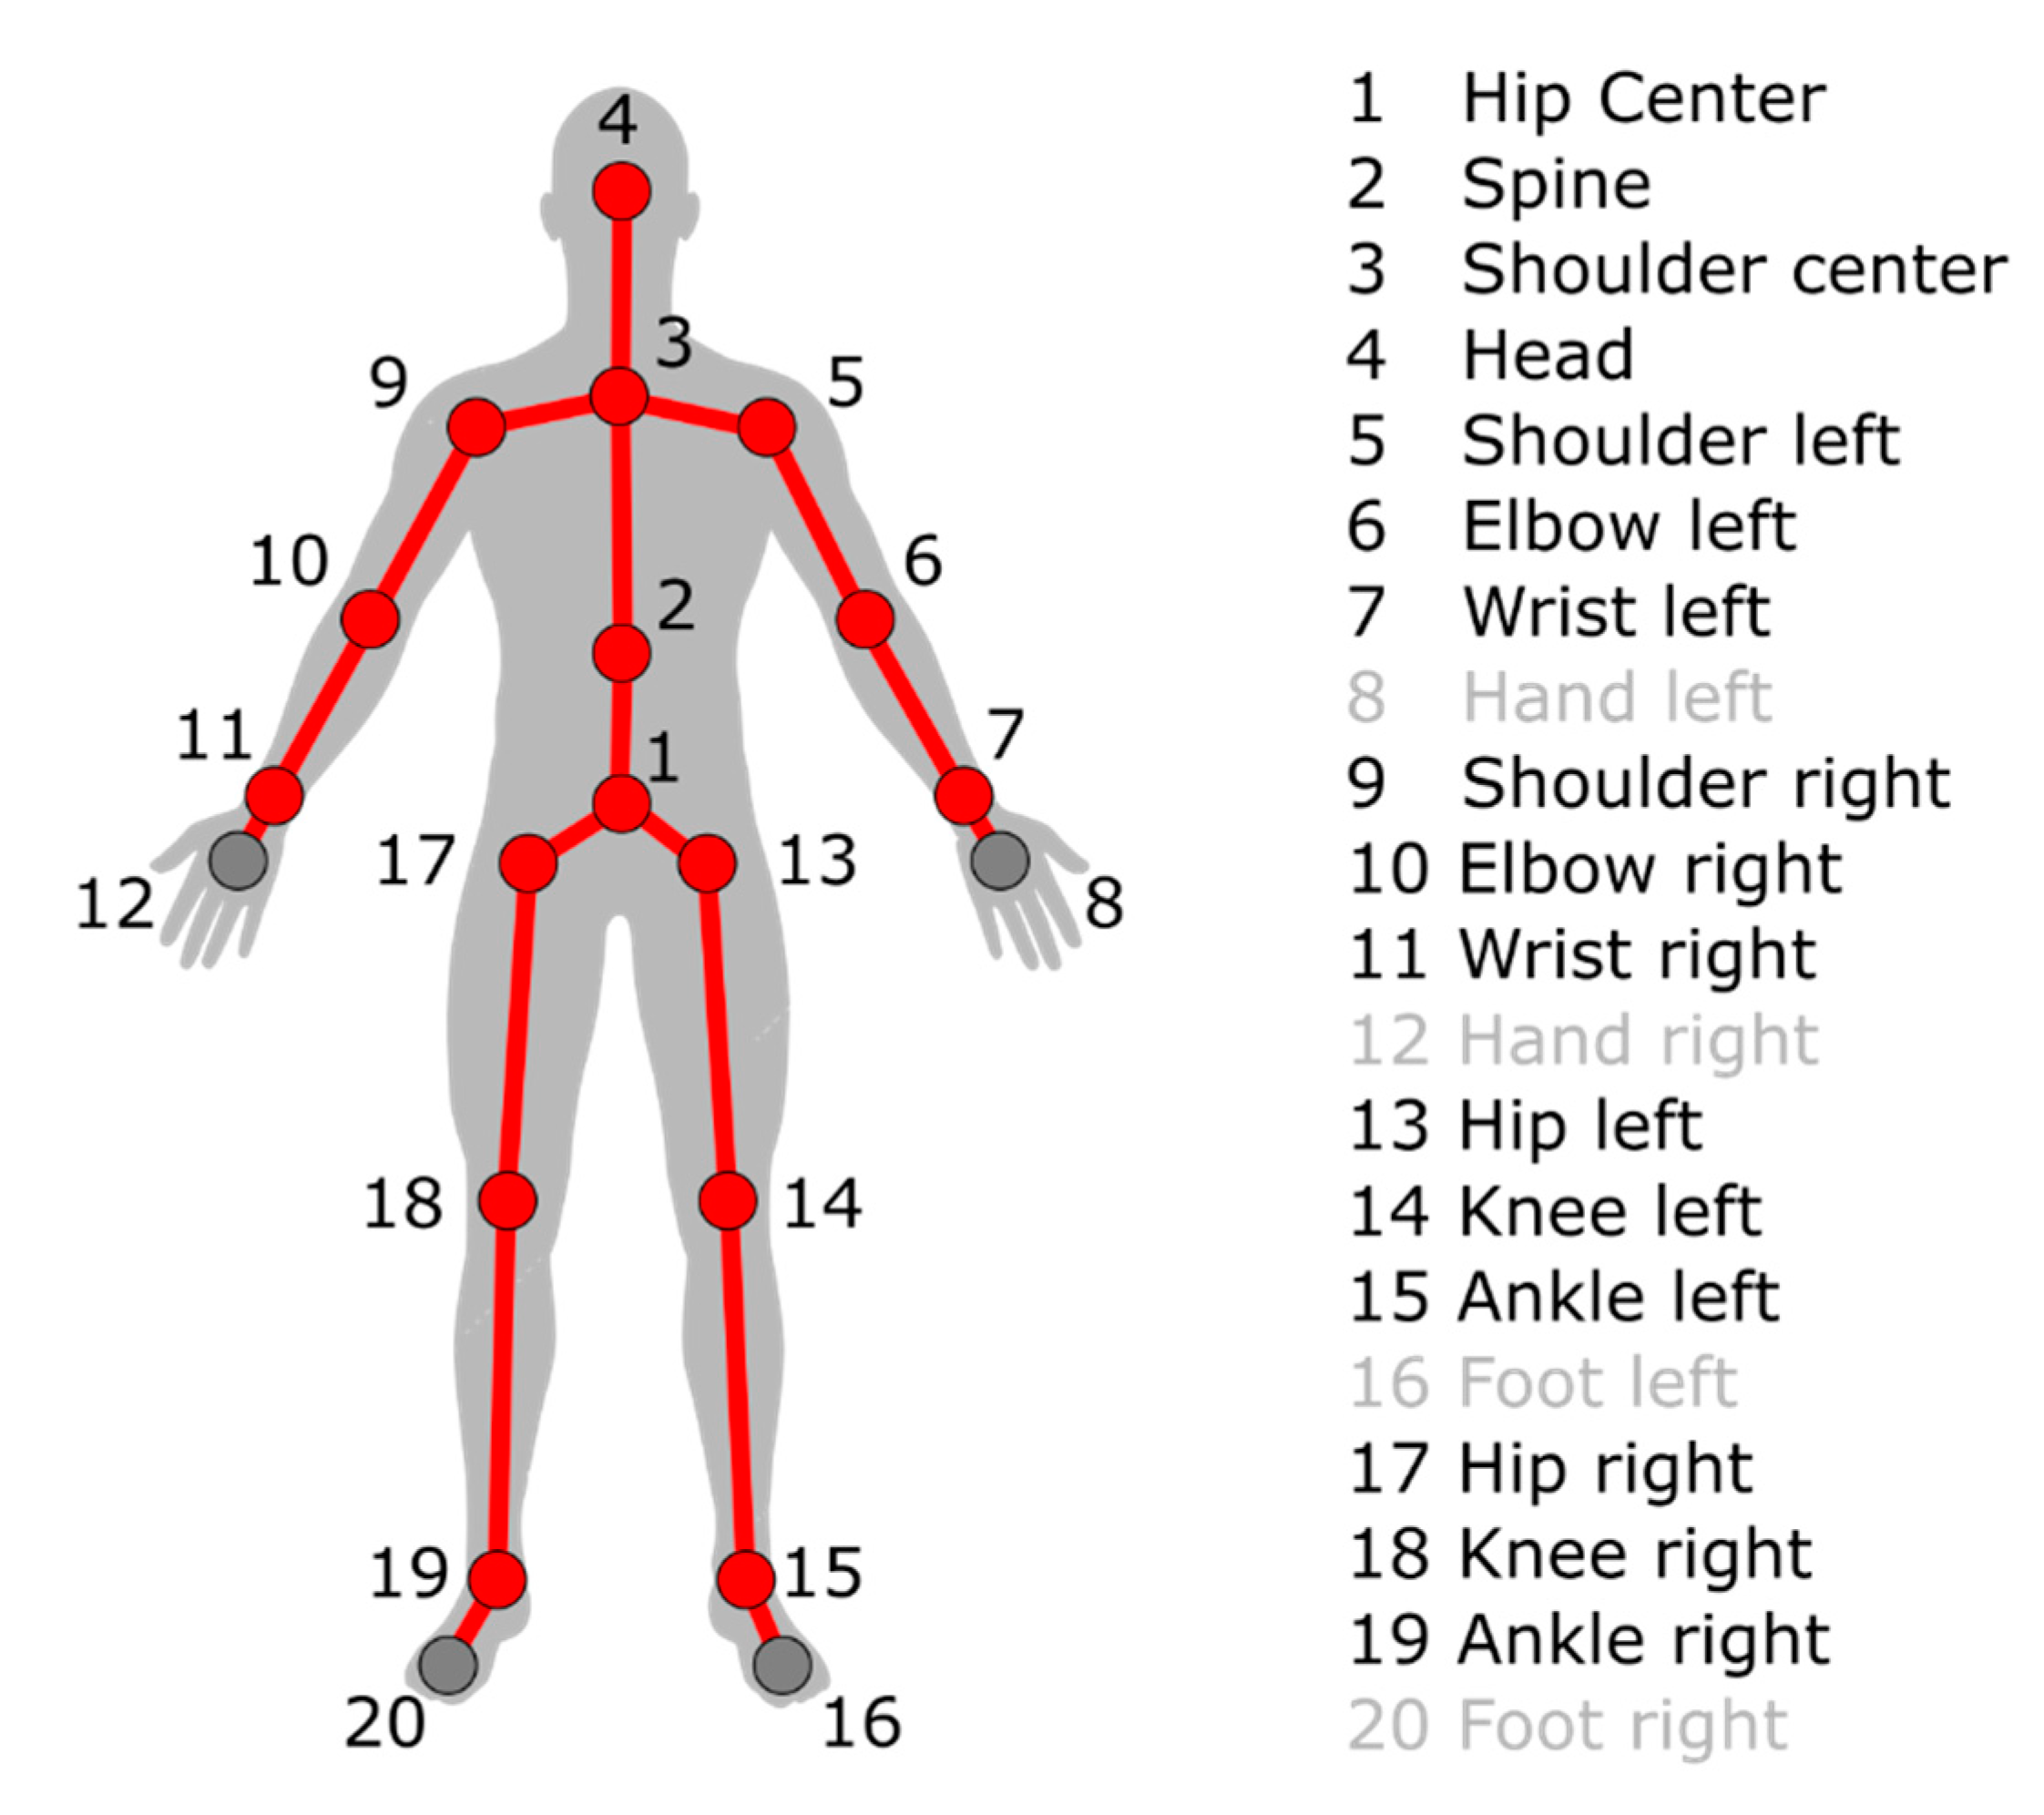 4
3
9
5
10
6
2
11
7
1
17
13
12
8
18
14
19
15
20
16
1 Hip Center
2 Spine
3 Shoulder center
4 Head
5 Shoulder left
6 Elbow left
7 Wrist left
8 Hand left
9 Shoulder right
10 Elbow right
11 Wrist right
12 Hand right
13 Hip left
14 Knee left
15 Ankle left
16 Foot left
17 Hip right
18 Knee right
19 Ankle right
20 Foot right